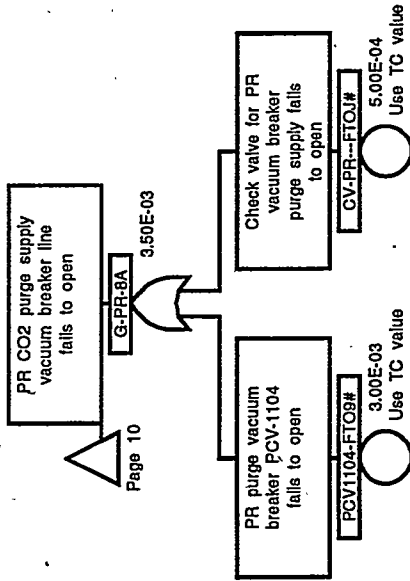 PR CO2 purge supply
vacuum breaker line
fails to open
G-PR-8A
3.50E-03
Page 10
PR purge vacuum
breaker PCV-1104
fails to open
PCV1104-FTO9#
3.00E-03
Use TC value
Check valve for PR
vacuum breaker
purge supply fails
to open
CV-PR---FTOJ#
5.00E-04
Use TC value